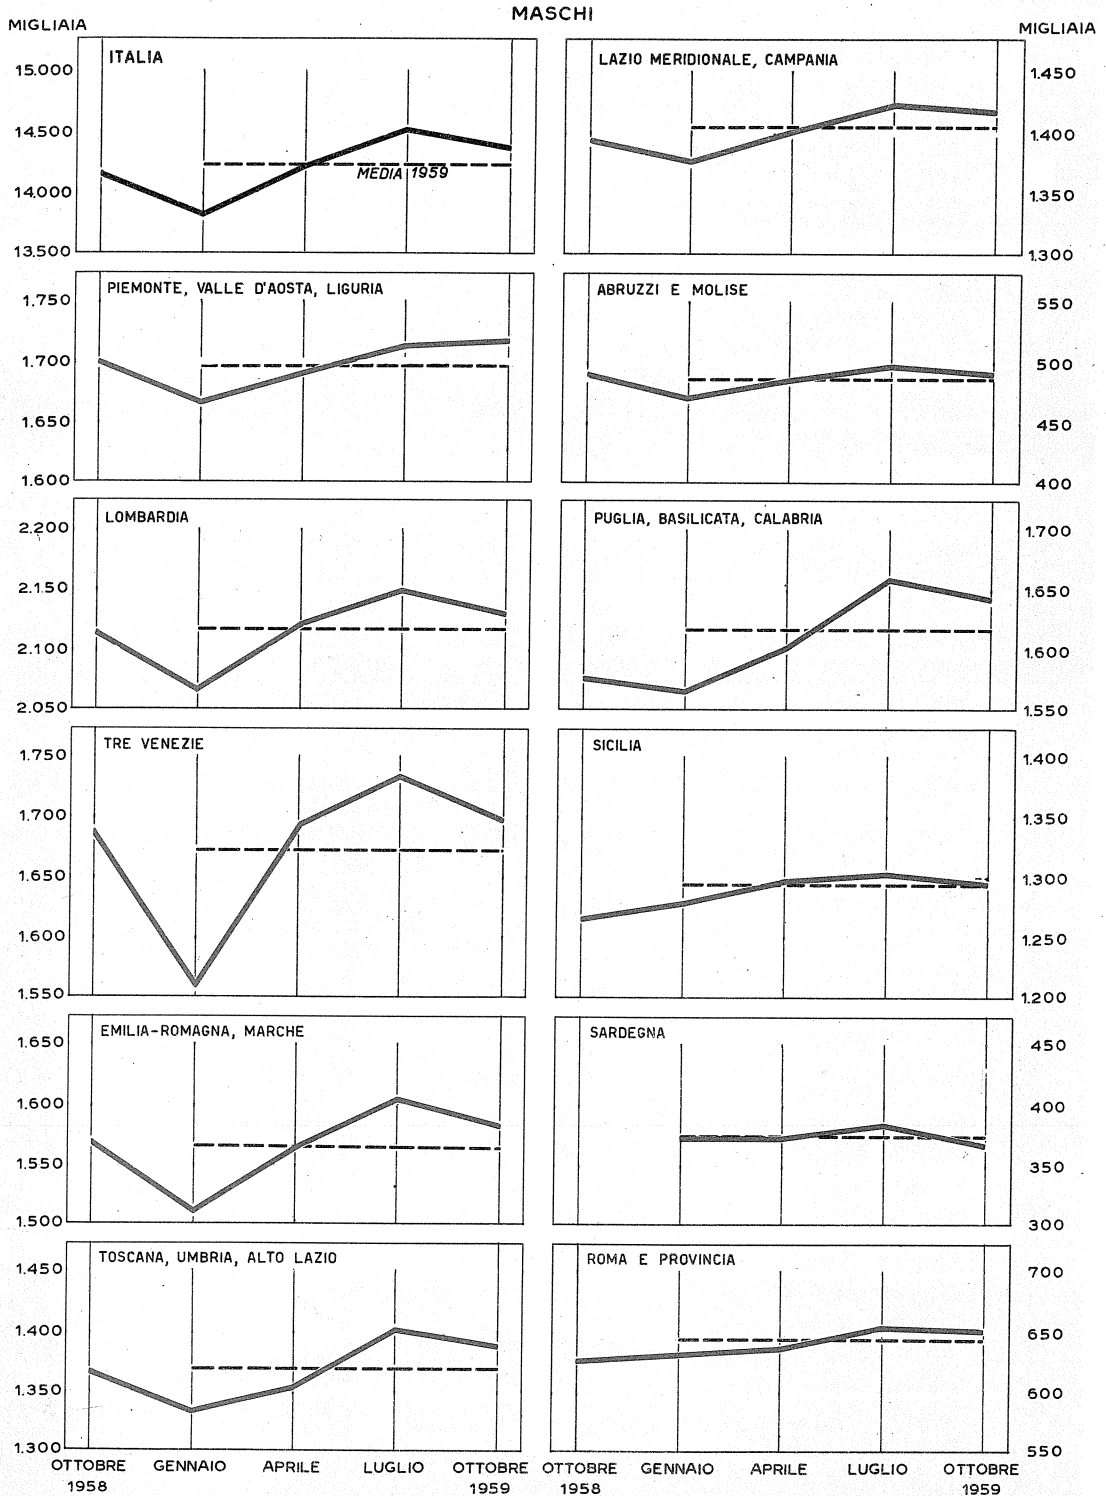 MASCHI
MIGLIAIA
MIGLIAIA
ITALIA
15.000
14.500
14.000
13.500
MEDIA 1959
LAZIO MERIDIONALE, CAMPANIA
1.450
1.400
1.350
1.300
PIEMONTE, VALLE D'AOSTA, LIGURIA
1.750
1.700
1.650
1.600
ABRUZZI E MOLISE
550
500
450
400
LOMBARDIA
2.200
2.150
2.100
2.050
PUGLIA, BASILICATA, CALABRIA
1.700
1.650
1.600
1.550
TRE VENEZIE
1.750
1.700
1.650
1.600
1.550
SICILIA
1.400
1.350
1.300
1.250
1.200
EMILIA-ROMAGNA, MARCHE
1.650
1.600
1.550
1.500
SARDEGNA
450
400
350
300
TOSCANA, UMBRIA, ALTO LAZIO
1.450
1.400
1.350
1.300
ROMA E PROVINCIA
700
650
600
550
OTTOBRE GENNAIO APRILE LUGLIO OTTOBRE
1958 1959
OTTOBRE GENNAIO APRILE LUGLIO OTTOBRE
1958 1959